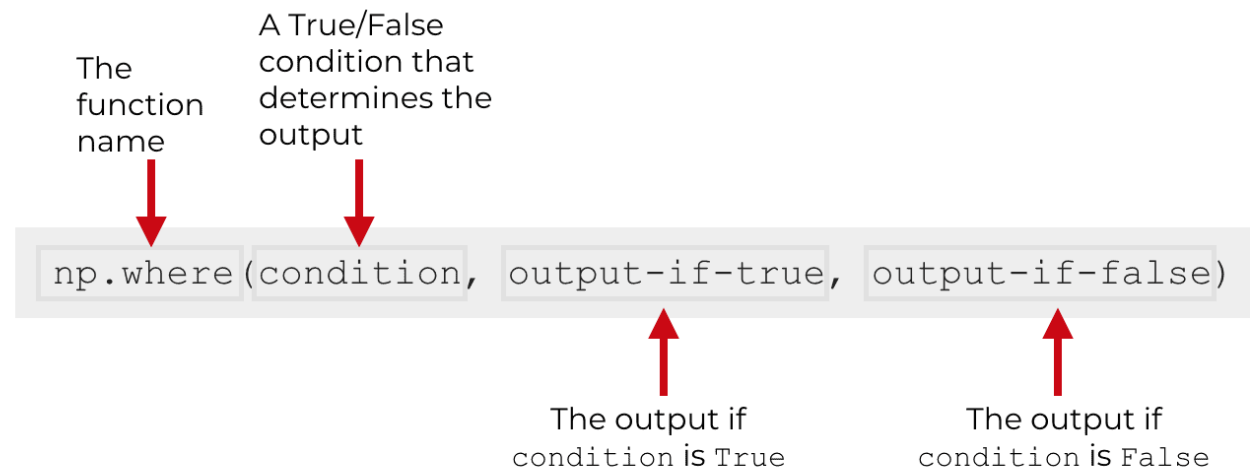 The
function
name
A True/False
condition that
determines the
output
np.where(condition, output-if-true, output-if-false)
The output if
condition is True
The output if
condition is False